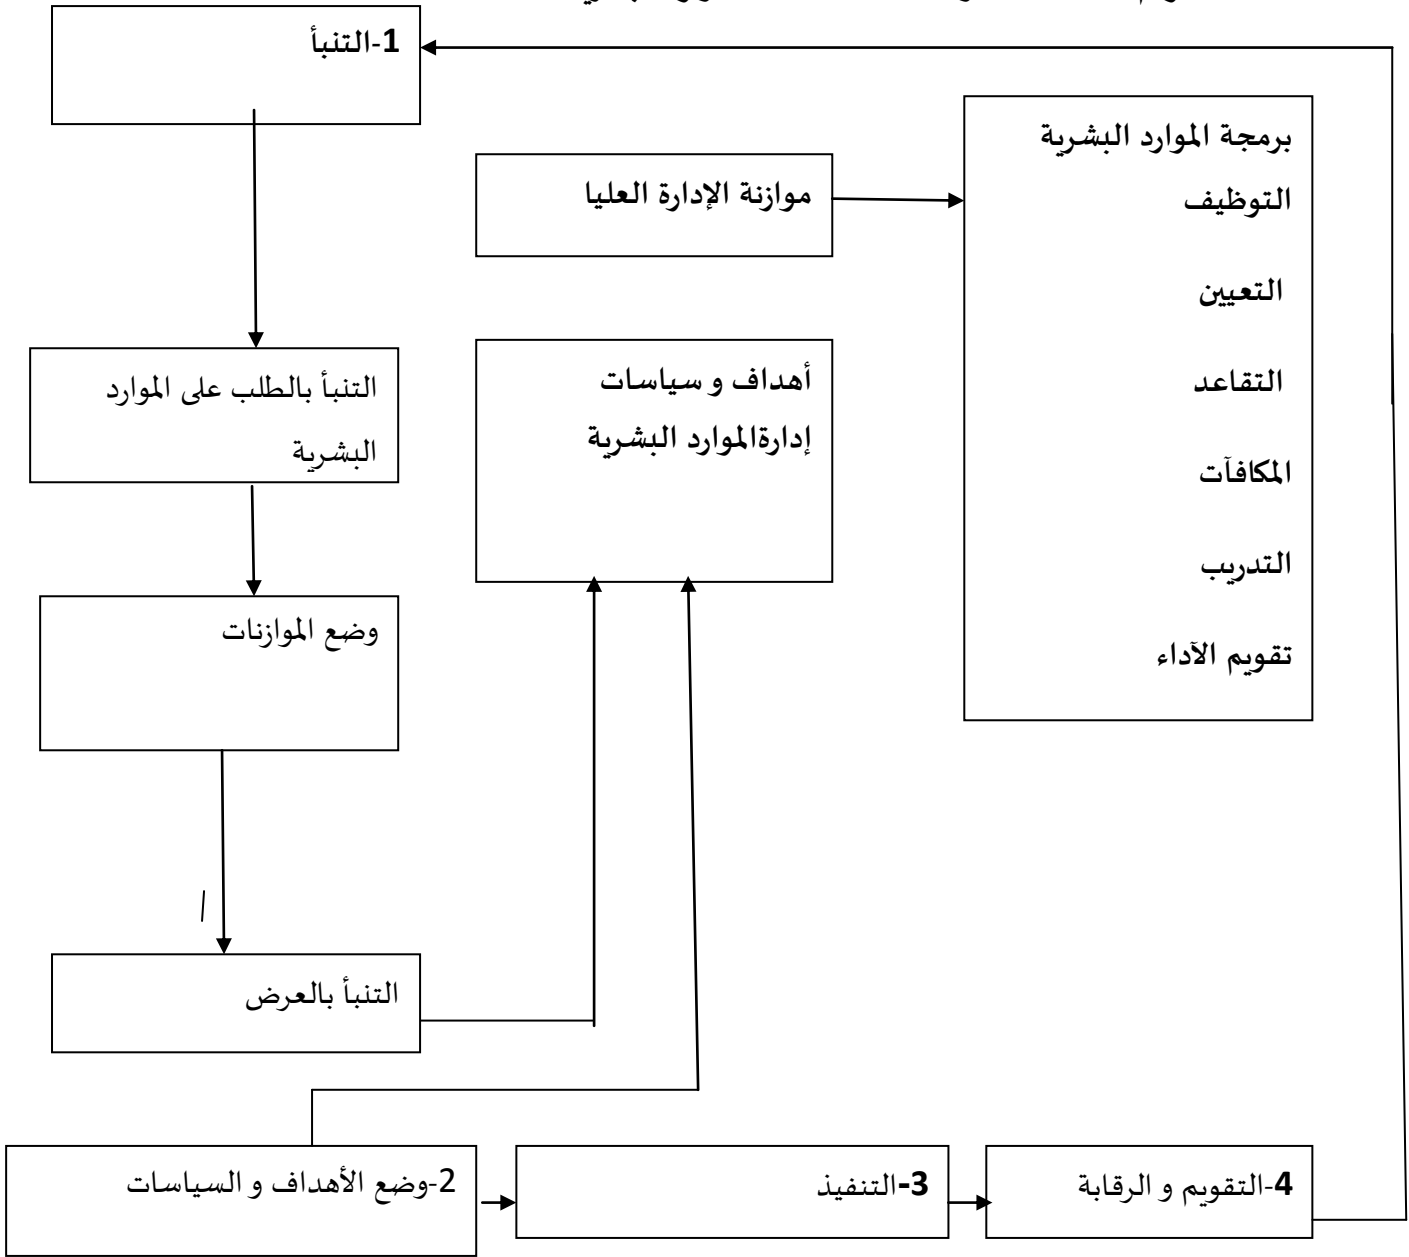 1-التنبأ
برمجة الموارد البشرية
التوظيف
التعيين
التقاعد
المكافآت
التدريب
تقويم الآداء
موازنة الإدارة العليا
أهداف و سياسات
إدارةالموارد البشرية
التنبأ بالطلب على الموارد
البشرية
وضع الموازنات
التنبأ بالعرض
2-وضع الأهداف و السياسات
3-التنفيذ
4-التقويم و الرقابة